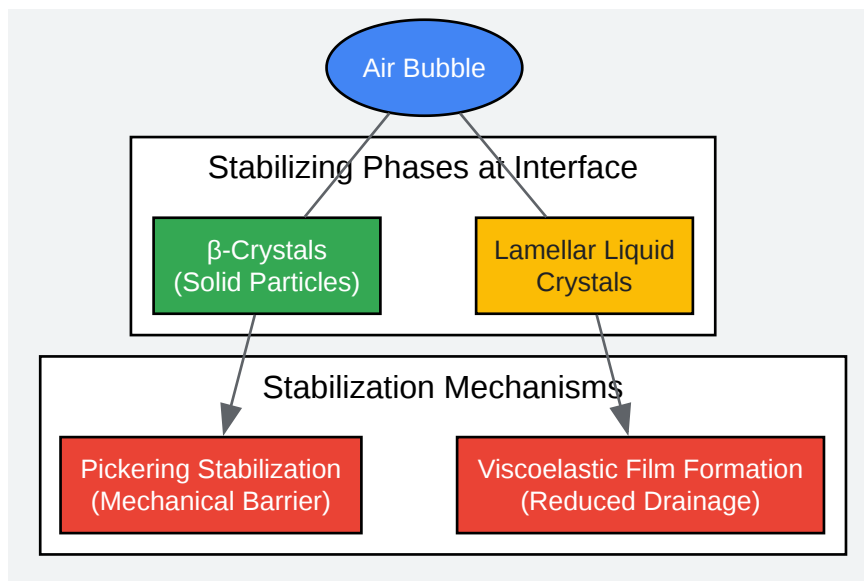 Air Bubble
Stabilizing Phases at Interface
β-Crystals
(Solid Particles)
Lamellar Liquid
Crystals
Stabilization Mechanisms
Pickering Stabilization
(Mechanical Barrier)
Viscoelastic Film Formation
(Reduced Drainage)